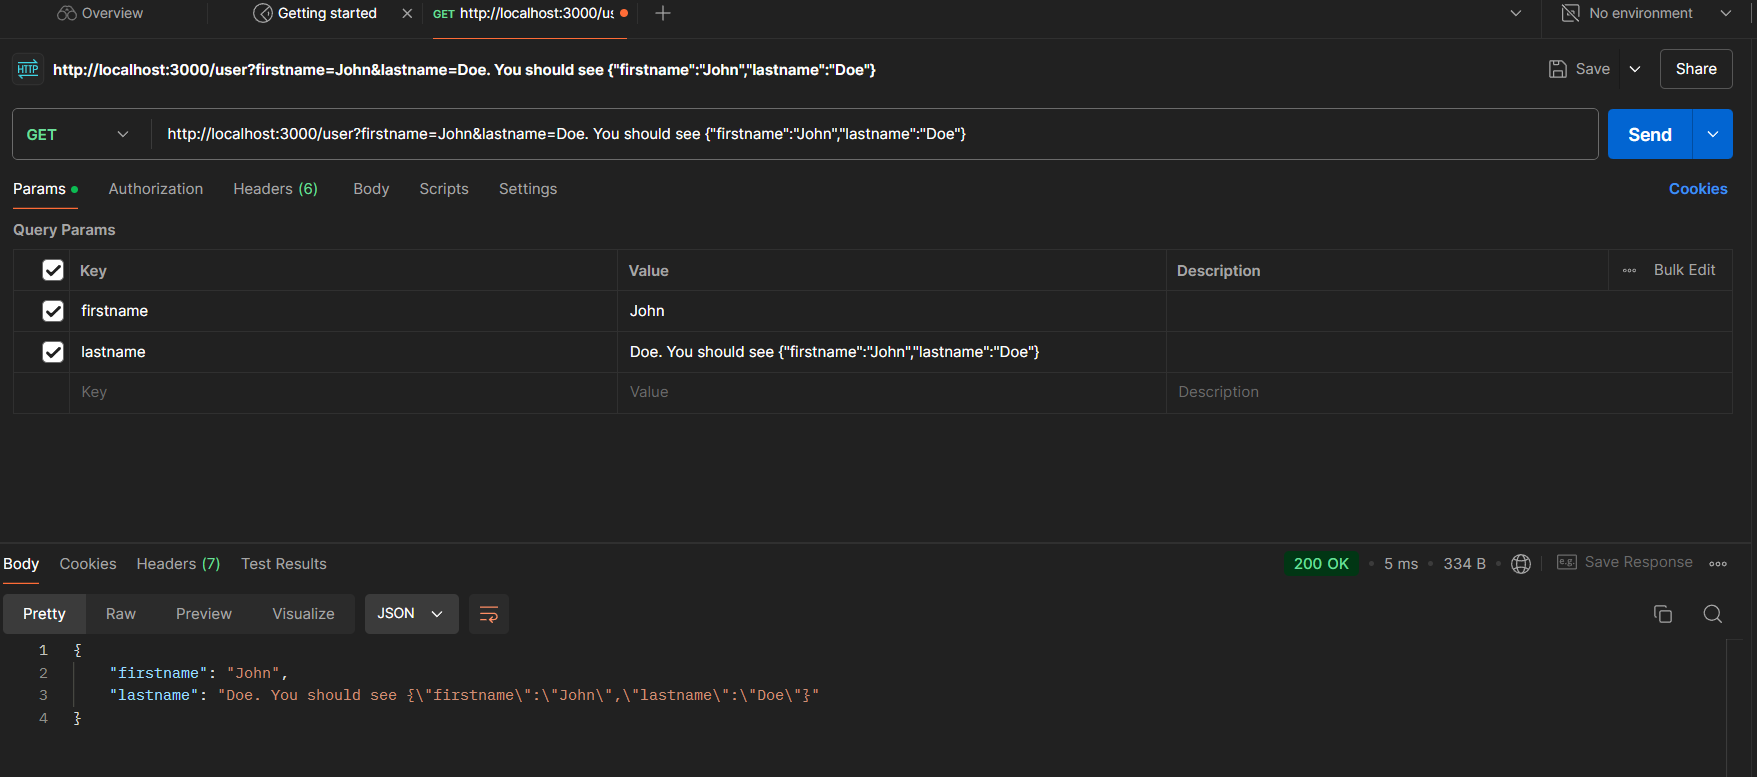 Overview Getting started GET http://localhost:3000/us No environment
HTTP http://localhost:3000/user?firstname=John&lastname=Doe. You should see {"firstname":"John","lastname":"Doe"} Save Share
GET http://localhost:3000/user?firstname=John&lastname=Doe. You should see {"firstname":"John","lastname":"Doe"} Send
Params Authorization Headers (6) Body Scripts Settings Cookies
Query Params
Key Value Description Bulk Edit
firstname John
lastname Doe. You should see {"firstname":"John","lastname":"Doe"}
Key Value Description
Body Cookies Headers (7) Test Results 200 OK • 5 ms • 334 B • e.g. Save Response
Pretty Raw Preview Visualize JSON
1 {
2 "firstname": "John",
3 "lastname": "Doe. You should see {\"firstname\":\"John\",\"lastname\":\"Doe\"}"
4 }